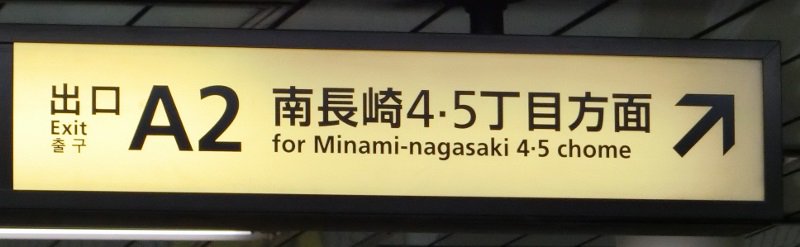 出口
Exit
출구
A2
南長崎4·5丁目方面
for Minami-nagasaki 4·5 chome